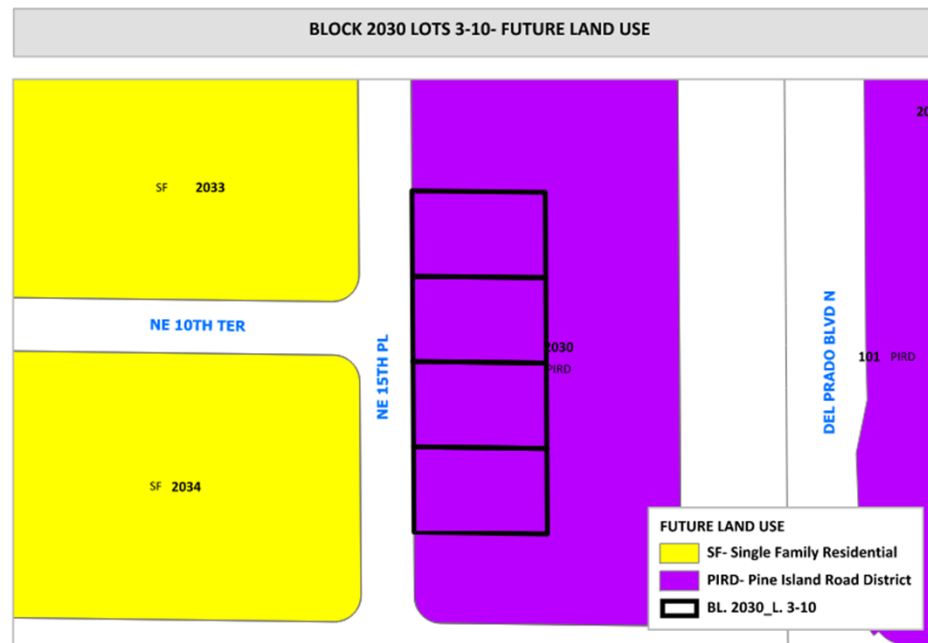 BLOCK 2030 LOTS 3-10- FUTURE LAND USE
20
SF 2033
NE 10TH TER
NE 15TH PL
2030
PIRD
DEL PRADO BLVD N
101 PIRD
SF 2034
FUTURE LAND USE
SF- Single Family Residential
PIRD- Pine Island Road District
BL. 2030_L. 3-10